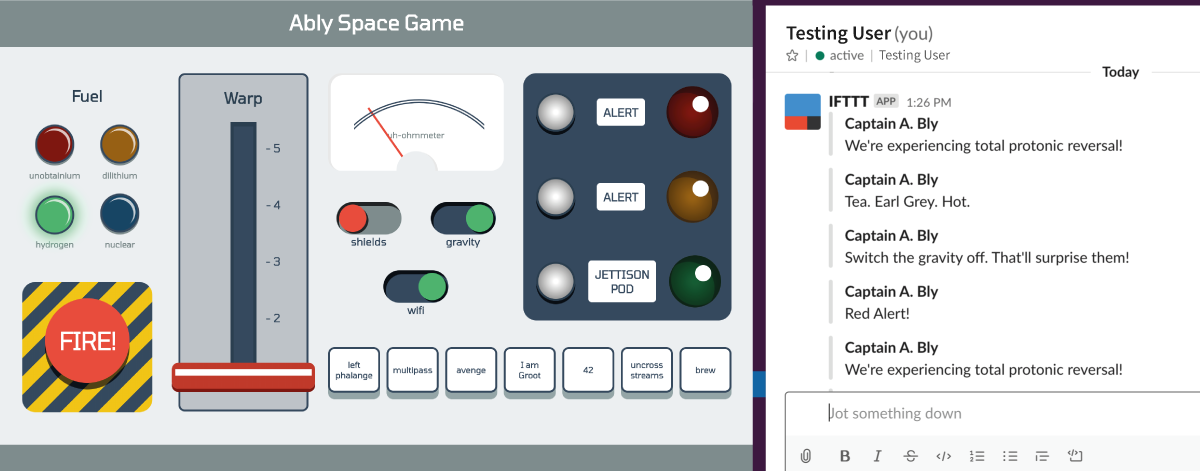 Ably Space Game
Fuel
unobtainium
dilithium
hydrogen
nuclear
FIRE!
Warp
- 5
- 4
- 3
- 2
uh-ohmmeter
shields
gravity
wifi
ALERT
ALERT
JETTISON
POD
left
phalange
multipass
avenge
I am
Groot
42
uncross
streams
brew
Testing User (you)
active | Testing User
Today
IFTTT APP 1:26 PM
Captain A. Bly
We're experiencing total protonic reversal!
Captain A. Bly
Tea. Earl Grey. Hot.
Captain A. Bly
Switch the gravity off. That'll surprise them!
Captain A. Bly
Red Alert!
Captain A. Bly
We're experiencing total protonic reversal!
Jot something down
B I S </>